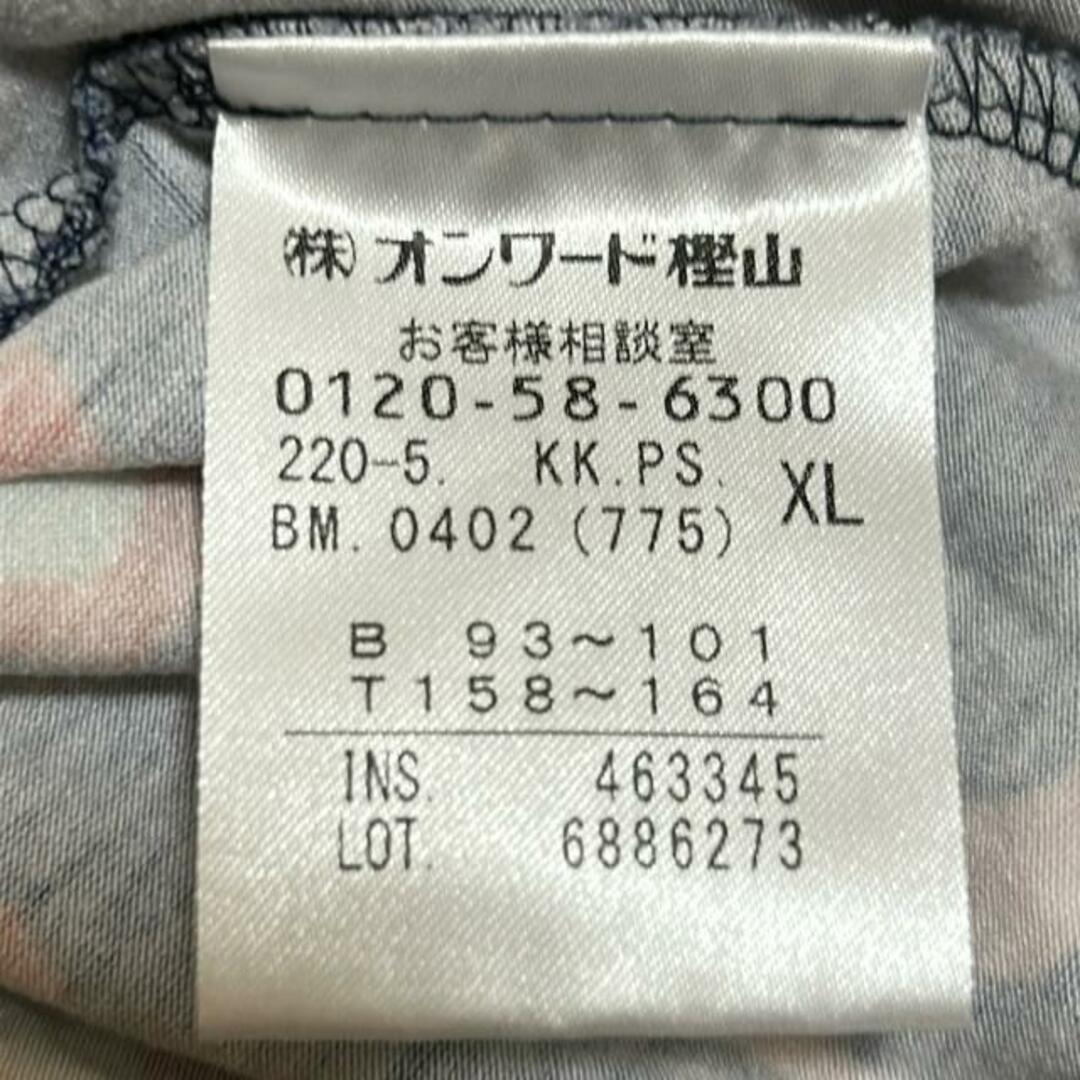 ㈱ オンワード樫山
お客様相談室
0120-58-6300
220-5. KK.PS. XL
BM. 0402 (775)
B 93～101
T158～164
INS. 463345
LOT. 6886273